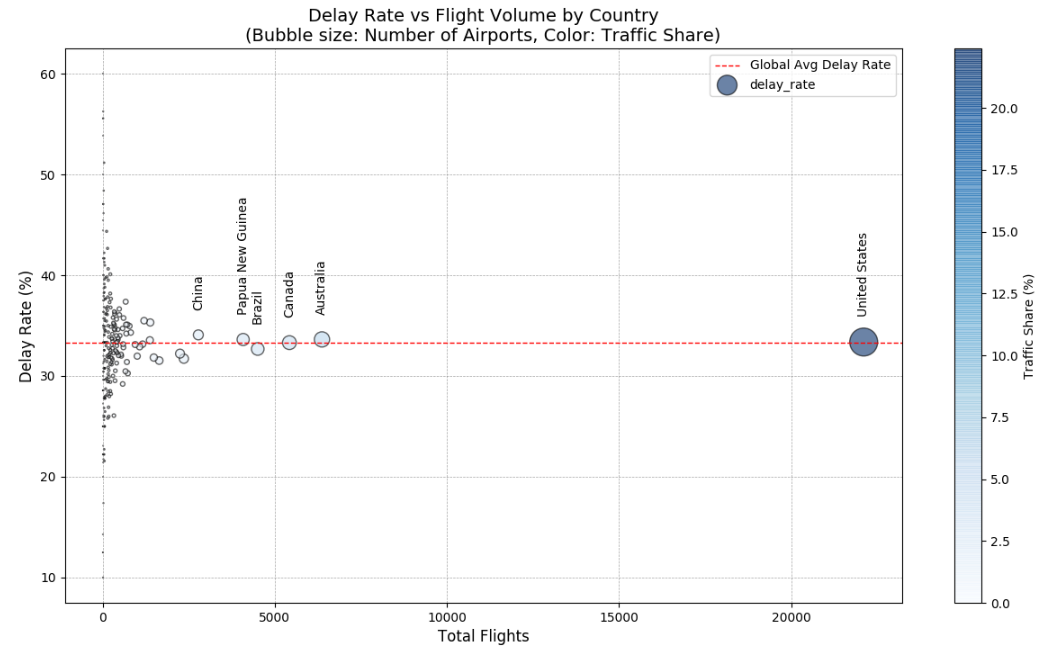 Delay Rate vs Flight Volume by Country
(Bubble size: Number of Airports, Color: Traffic Share)
Global Avg Delay Rate
delay_rate
Delay Rate (%)
60
50
40
30
20
10
China
Papua New Guinea
Brazil
Canada
Australia
United States
0
5000
10000
15000
20000
Total Flights
20.0
17.5
15.0
12.5
10.0
7.5
5.0
2.5
0.0
Traffic Share (%)